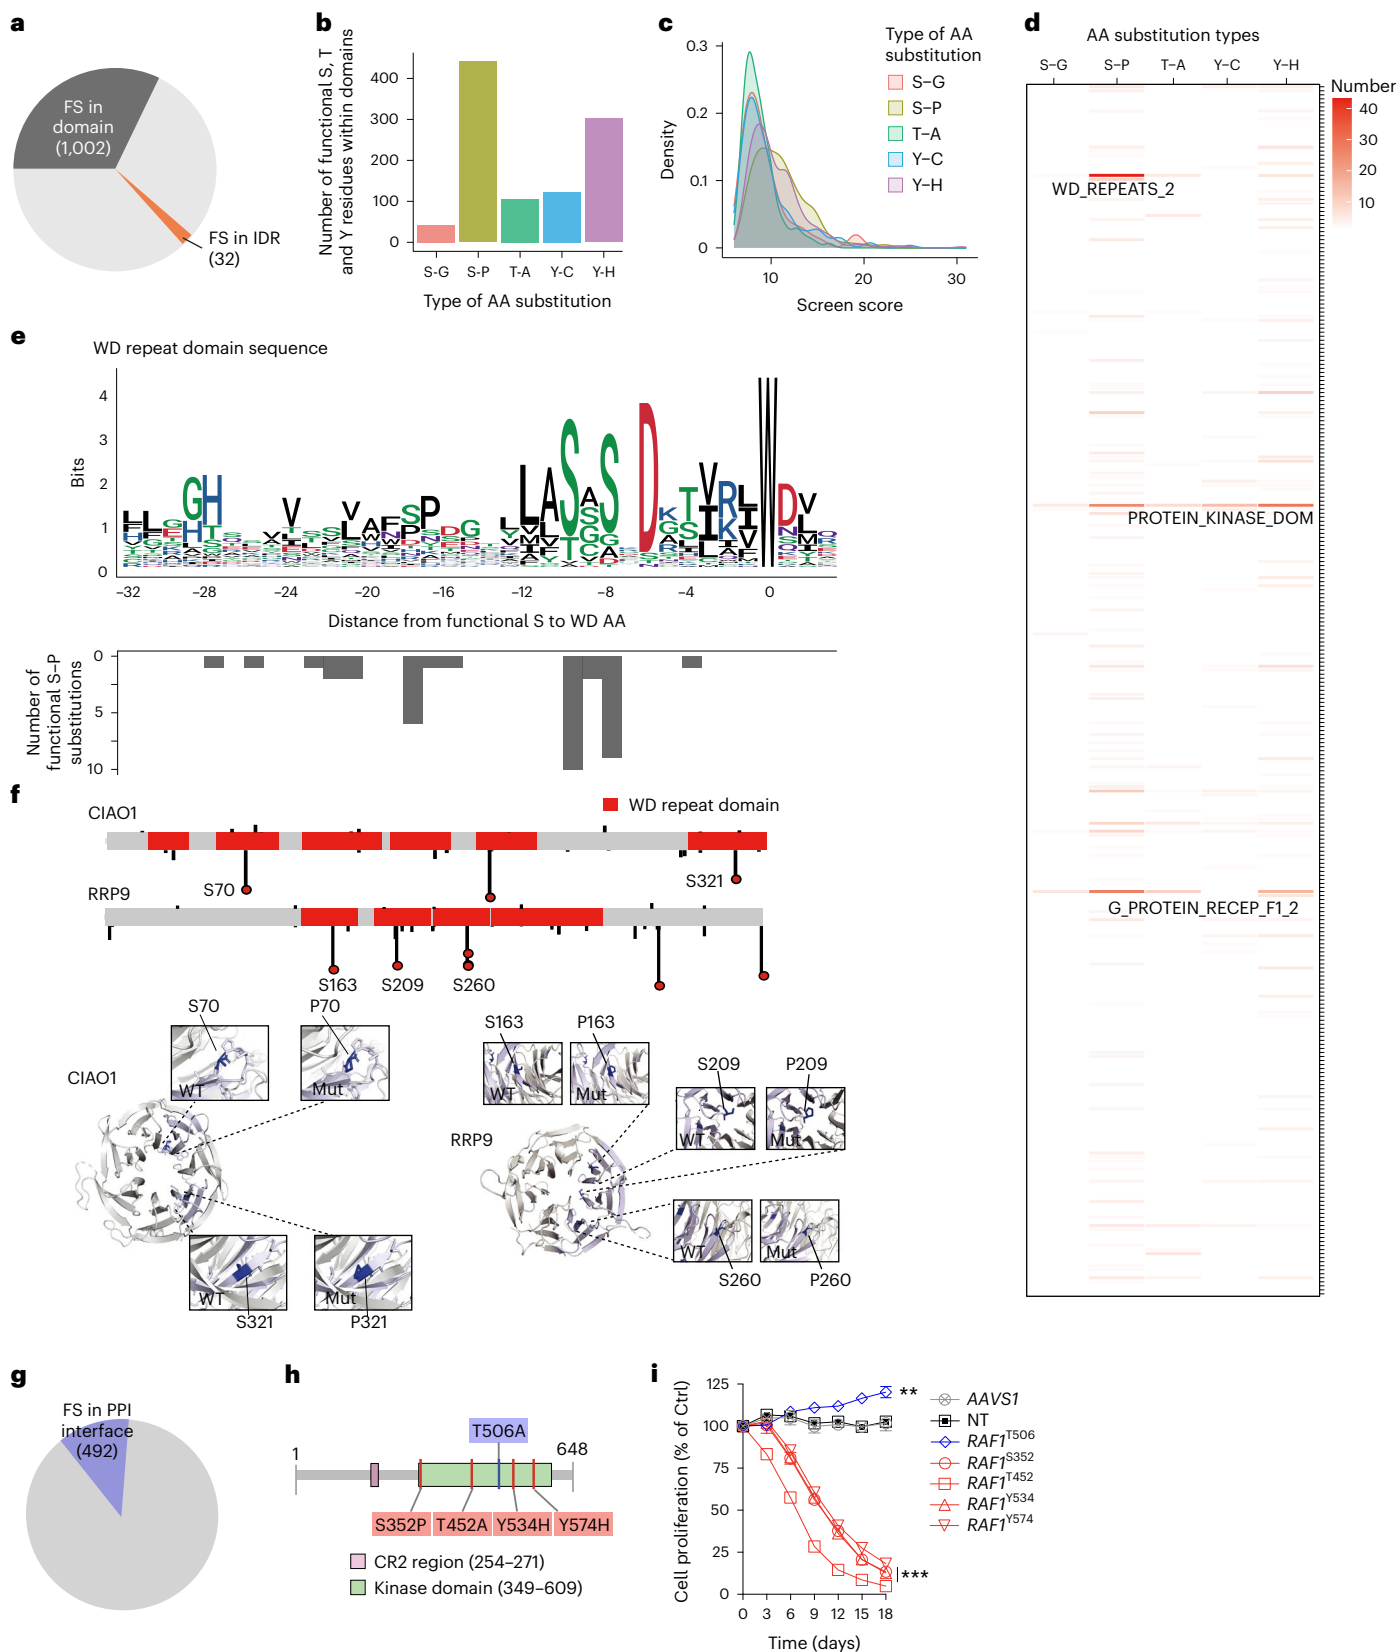 a
FS in
domain
(1,002)
FS in IDR
(32)
b
Number of functional S, T
and Y residues within domains
400
300
200
100
0
S-G S-P T-A Y-C Y-H
Type of AA substitution
c
0.3
0.2
0.1
0
Density
10 20 30
Screen score
Type of AA
substitution
S–G
S–P
T–A
Y–C
Y–H
d
AA substitution types
S–G S–P T–A Y–C Y–H
WD_REPEATS_2
PROTEIN_KINASE_DOM
G_PROTEIN_RECEP_F1_2
Number
40
30
20
10
e
WD repeat domain sequence
Bits
4
3
2
1
0
−32 −28 −24 −20 −16 −12 −8 −4 0
Distance from functional S to WD AA
Number of
functional S–P
substitutions
0
5
10
f
WD repeat domain
CIAO1
S70
S321
RRP9
S163 S209 S260
S70 P70
CIAO1
WT Mut
WT Mut
S321 P321
S163 P163
WT Mut
S209 P209
WT Mut
RRP9
WT Mut
S260 P260
g
FS in PPI
interface
(492)
h
T506A
1 648
S352P T452A Y534H Y574H
CR2 region (254–271)
Kinase domain (349–609)
i
Cell proliferation (% of Ctrl)
125
100
75
50
25
0
0 3 6 9 12 15 18
Time (days)
**
***
AAVS1
NT
RAF1T506
RAF1S352
RAF1T452
RAF1Y534
RAF1Y574